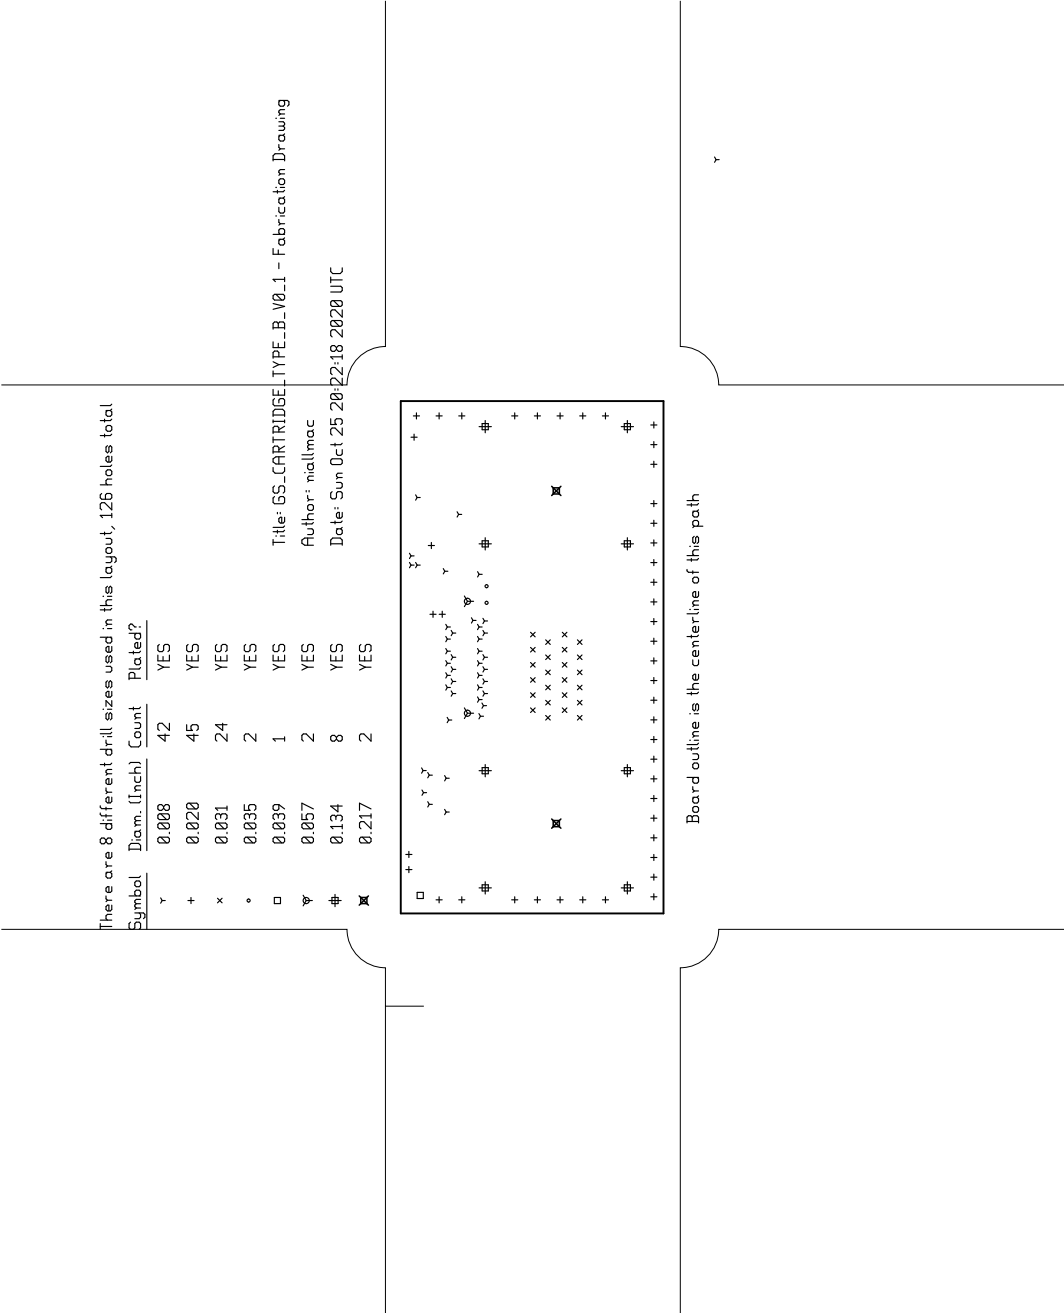 There are 8 different drill sizes used in this layout, 126 holes total
Symbol Diam. (Inch) Count Plated?
0.008 42 YES
0.020 45 YES
0.031 24 YES
0.035 2 YES
0.039 1 YES
0.057 2 YES
0.134 8 YES
0.217 2 YES
Title: GS_CARTRIDGE_TYPE_B_V0_1 - Fabrication Drawing
Author: niallmac
Date: Sun Oct 25 20:22:18 2020 UTC
Board outline is the centerline of this path